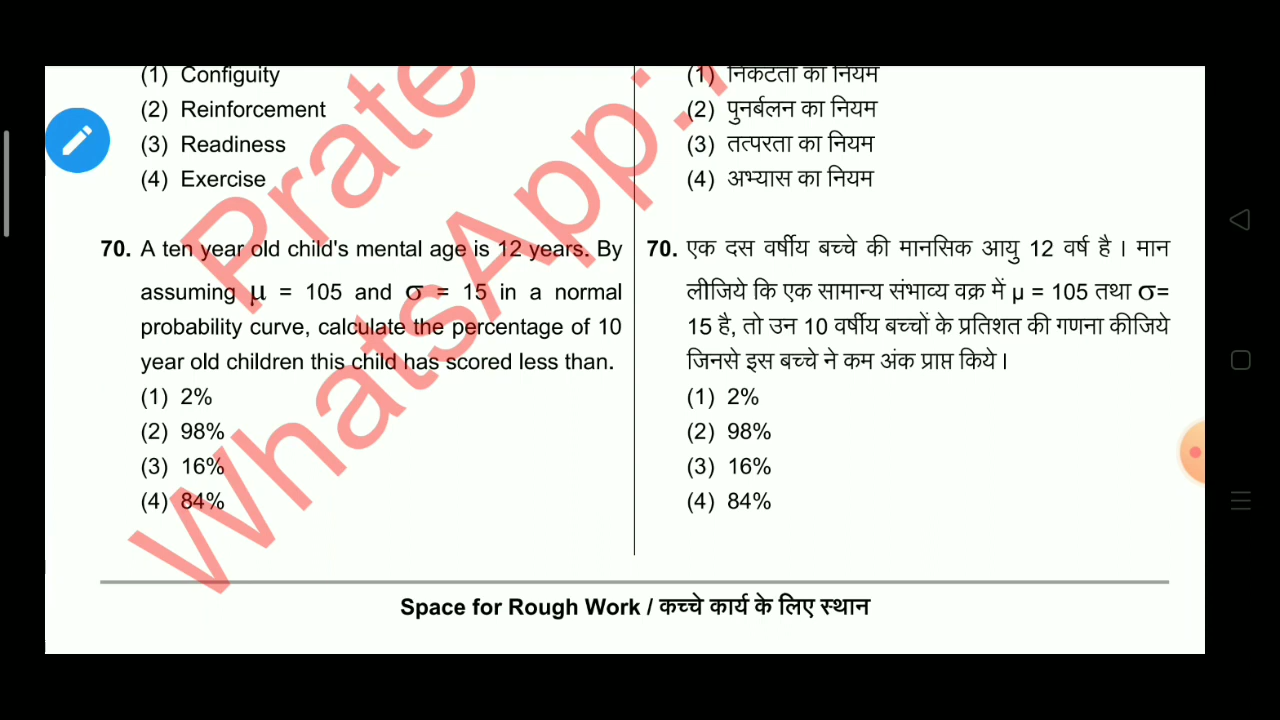 (1) Configuity
(2) Reinforcement
(3) Readiness
(4) Exercise
70. A ten year old child's mental age is 12 years. By
assuming μ = 105 and σ = 15 in a normal
probability curve, calculate the percentage of 10
year old children this child has scored less than.
(1) 2%
(2) 98%
(3) 16%
(4) 84%
(1) निकटता का नियम
(2) पुनर्बलन का नियम
(3) तत्परता का नियम
(4) अभ्यास का नियम
70. एक दस वर्षीय बच्चे की मानसिक आयु 12 वर्ष है । मान
लीजिये कि एक सामान्य संभाव्य वक्र में μ = 105 तथा σ=
15 है, तो उन 10 वर्षीय बच्चों के प्रतिशत की गणना कीजिये
जिनसे इस बच्चे ने कम अंक प्राप्त किये ।
(1) 2%
(2) 98%
(3) 16%
(4) 84%
Space for Rough Work / कच्चे कार्य के लिए स्थान
WhatsApp: